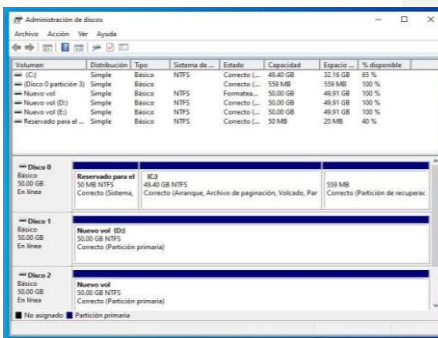 Administración de discos
Archivo Acción Ver Ayuda
Volumen Distribución Tipo Sistema de ... Estado Capacidad Espacio ... % disponible
(C:) Simple Básico NTFS Correcto (... 49.40 GB 32.16 GB 65 %
(Disco 0 partición 3) Simple Básico Correcto (... 559 MB 559 MB 100 %
Nuevo vol Simple Básico NTFS Formatea... 50.00 GB 49.91 GB 100 %
Nuevo vol (D:) Simple Básico NTFS Correcto (... 50.00 GB 49.91 GB 100 %
Nuevo vol (E:) Simple Básico NTFS Correcto (... 50.00 GB 49.91 GB 100 %
Reservado para el ... Simple Básico NTFS Correcto (... 50 MB 20 MB 40 %
Disco 0
Básico
50.00 GB
En línea
Reservado para el
50 MB NTFS
Correcto (Sistema,
(C:)
49.40 GB NTFS
Correcto (Arranque, Archivo de paginación, Volcado, Par
559 MB
Correcto (Partición de recuperac
Disco 1
Básico
50.00 GB
En línea
Nuevo vol (D:)
50.00 GB NTFS
Correcto (Partición primaria)
Disco 2
Básico
50.00 GB
En línea
Nuevo vol
50.00 GB NTFS
Correcto (Partición primaria)
No asignado Partición primaria